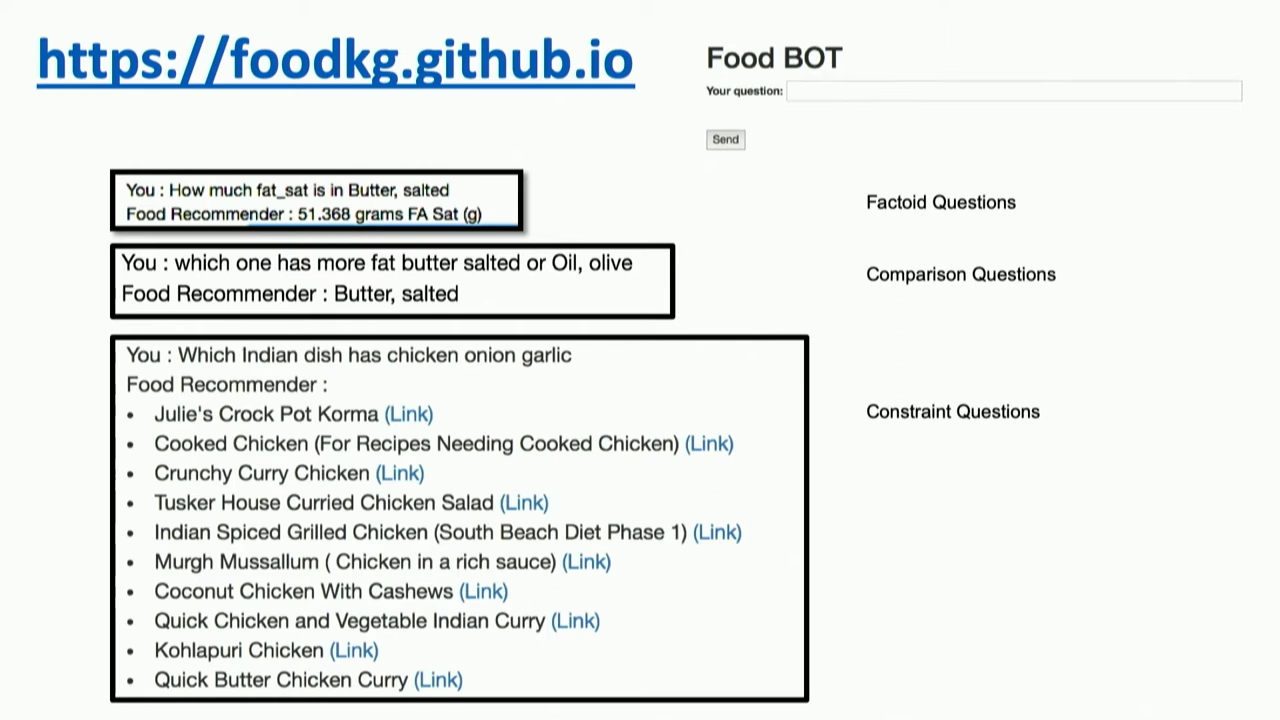 https://foodkg.github.io
Food BOT
Your question:
Send
You : How much fat_sat is in Butter, salted
Food Recommender : 51.368 grams FA Sat (g)
Factoid Questions
You : which one has more fat butter salted or Oil, olive
Food Recommender : Butter, salted
Comparison Questions
You : Which Indian dish has chicken onion garlic
Food Recommender :
• Julie's Crock Pot Korma (Link)
• Cooked Chicken (For Recipes Needing Cooked Chicken) (Link)
• Crunchy Curry Chicken (Link)
• Tusker House Curried Chicken Salad (Link)
• Indian Spiced Grilled Chicken (South Beach Diet Phase 1) (Link)
• Murgh Mussallum ( Chicken in a rich sauce) (Link)
• Coconut Chicken With Cashews (Link)
• Quick Chicken and Vegetable Indian Curry (Link)
• Kohlapuri Chicken (Link)
• Quick Butter Chicken Curry (Link)
Constraint Questions